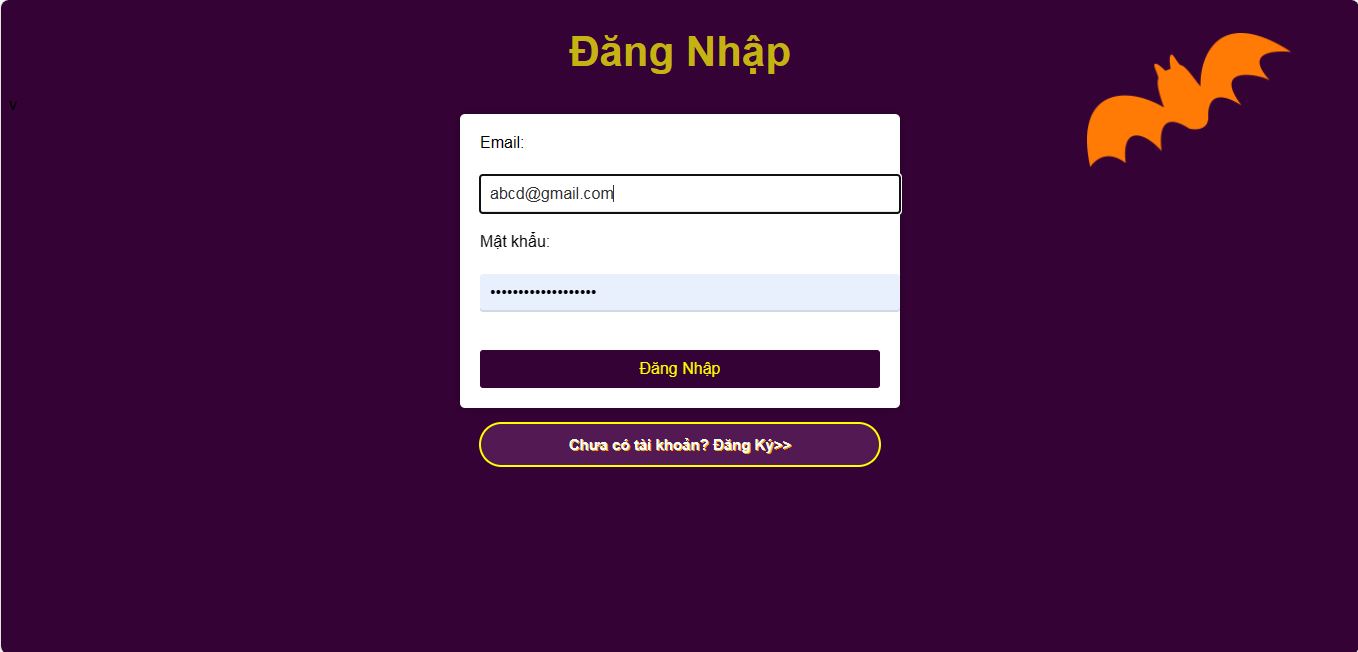 Đăng Nhập
v
Email:
abcd@gmail.com
Mật khẩu:
•••••••••••••••••••
Đăng Nhập
Chưa có tài khoản? Đăng Ký>>